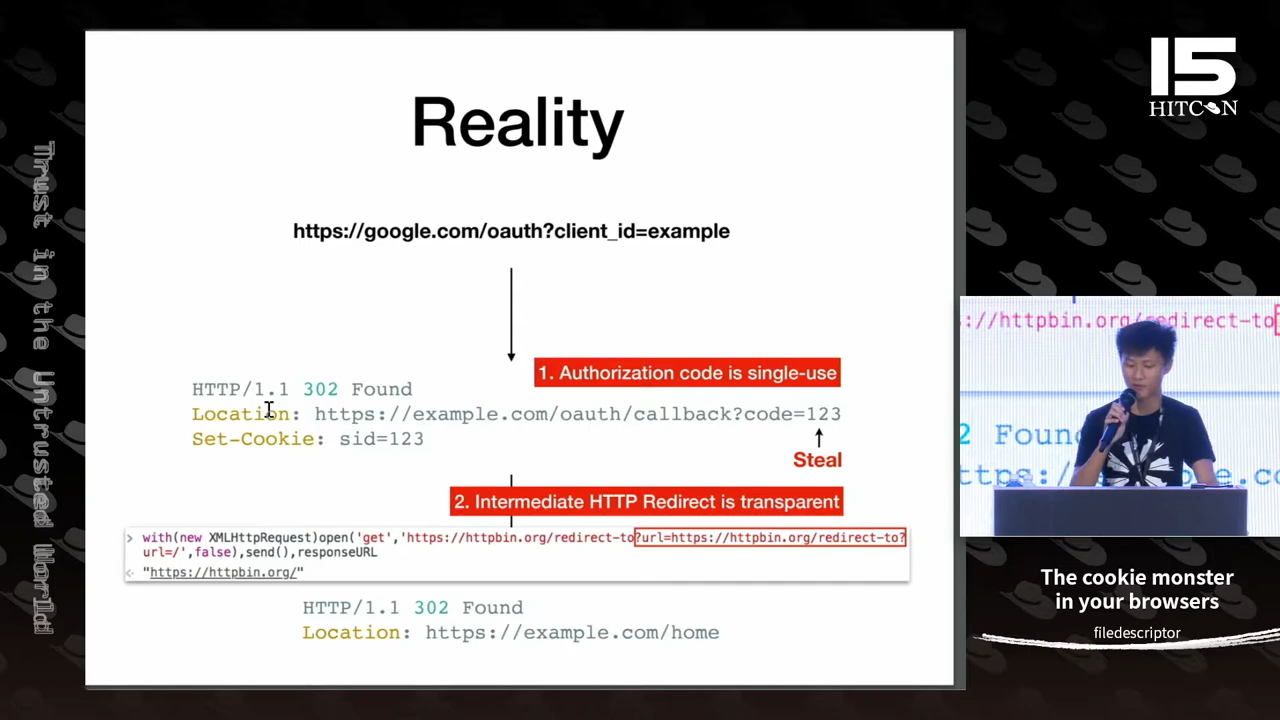 Reality
https://google.com/oauth?client_id=example
1. Authorization code is single-use
HTTP/1.1 302 Found
Location: https://example.com/oauth/callback?code=123
Set-Cookie: sid=123
Steal
2. Intermediate HTTP Redirect is transparent
> with(new XMLHttpRequest)open('get','https://httpbin.org/redirect-to?url=https://httpbin.org/redirect-to?
url=/',false),send(),responseURL
"https://httpbin.org/"
HTTP/1.1 302 Found
Location: https://example.com/home
Trust in the Untrusted World
15
HITCON
s://httpbin.org/redirect-to
2 Found
The cookie monster
in your browsers
filedescriptor